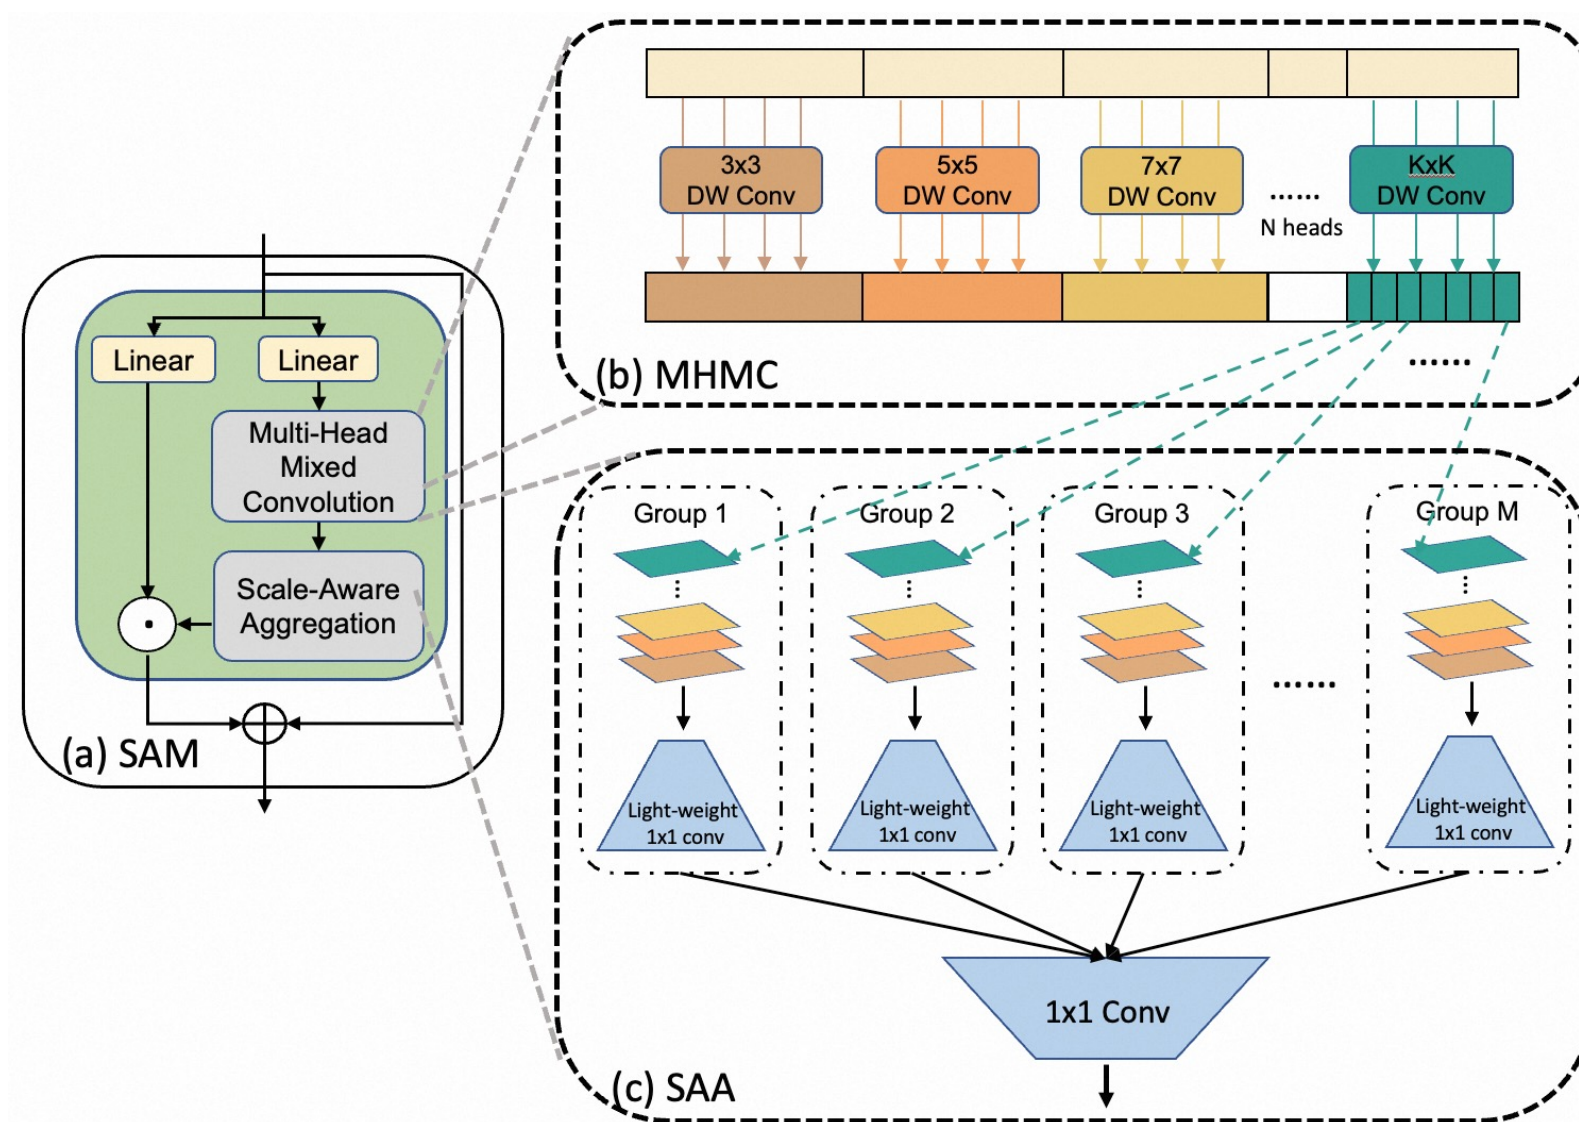 Linear
Linear
Multi-Head
Mixed
Convolution
Scale-Aware
Aggregation
(a) SAM
3x3
DW Conv
5x5
DW Conv
7x7
DW Conv
......
N heads
KxK
DW Conv
(b) MHMC
......
Group 1
Group 2
Group 3
Group M
......
Light-weight
1x1 conv
Light-weight
1x1 conv
Light-weight
1x1 conv
Light-weight
1x1 conv
1x1 Conv
(c) SAA